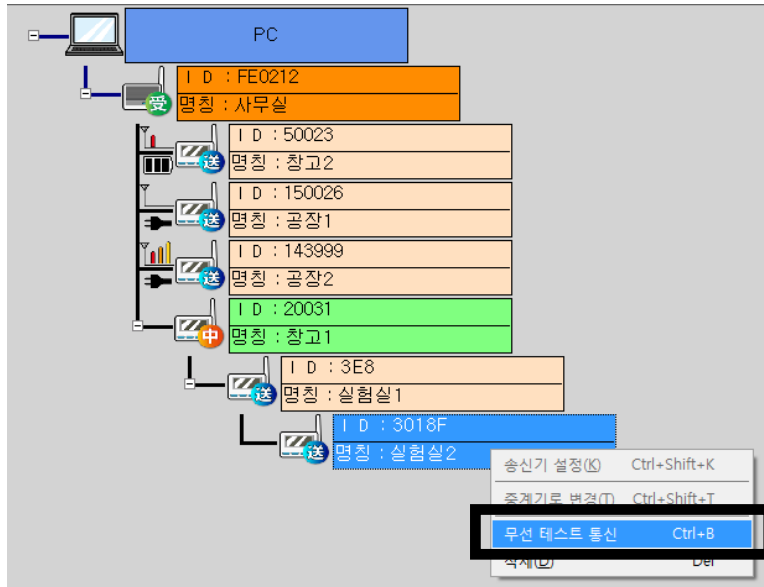 PC
I D : FE0212
受
명칭 : 사무실
I D : 50023
送
명칭 : 창고2
I D : 150026
送
명칭 : 공장1
I D : 143999
送
명칭 : 공장2
I D : 20031
中
명칭 : 창고1
I D : 3E8
送
명칭 : 실험실1
I D : 3018F
送
명칭 : 실험실2
송신기 설정(K) Ctrl+Shift+K
중계기로 변경(T) Ctrl+Shift+T
무선 테스트 통신 Ctrl+B
삭제(D) Del